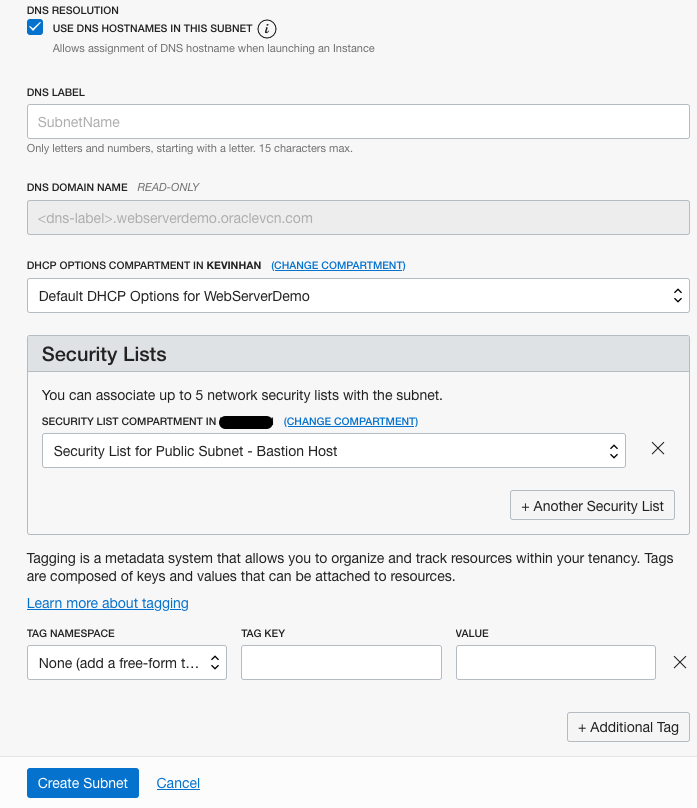 DNS RESOLUTION
USE DNS HOSTNAMES IN THIS SUBNET i
Allows assignment of DNS hostname when launching an Instance
DNS LABEL
SubnetName
Only letters and numbers, starting with a letter. 15 characters max.
DNS DOMAIN NAME READ-ONLY
<dns-label>.webserverdemo.oraclevcn.com
DHCP OPTIONS COMPARTMENT IN KEVINHAN (CHANGE COMPARTMENT)
Default DHCP Options for WebServerDemo
Security Lists
You can associate up to 5 network security lists with the subnet.
SECURITY LIST COMPARTMENT IN (CHANGE COMPARTMENT)
Security List for Public Subnet - Bastion Host
+ Another Security List
Tagging is a metadata system that allows you to organize and track resources within your tenancy. Tags
are composed of keys and values that can be attached to resources.
Learn more about tagging
TAG NAMESPACE TAG KEY VALUE
None (add a free-form t...
+ Additional Tag
Create Subnet Cancel